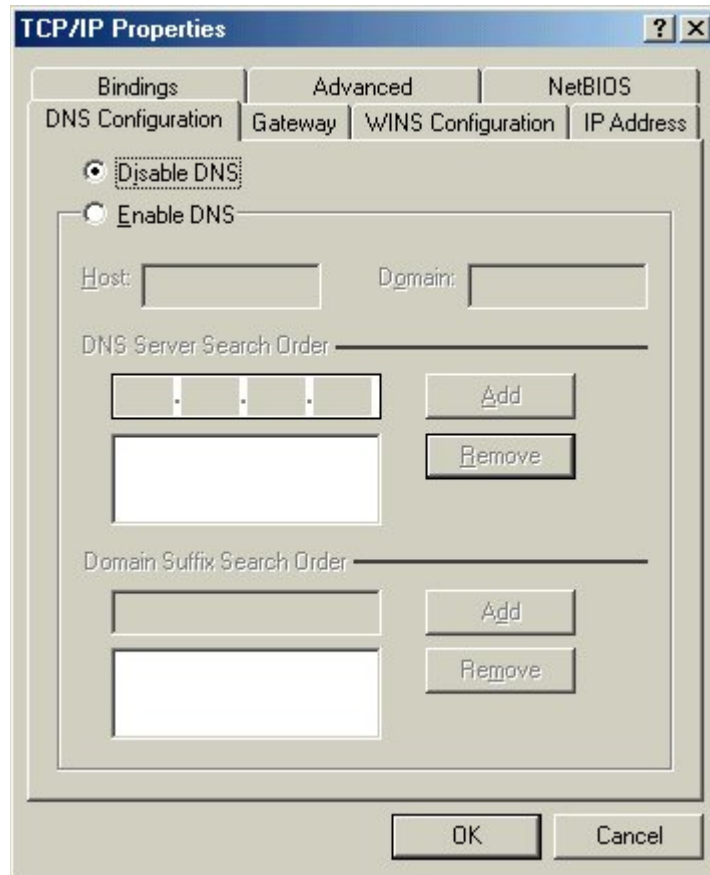 TCP/IP Properties
Bindings Advanced NetBIOS
DNS Configuration Gateway WINS Configuration IP Address
Disable DNS
Enable DNS
Host: Domain:
DNS Server Search Order
. . .
Add
Remove
Domain Suffix Search Order
Add
Remove
OK Cancel